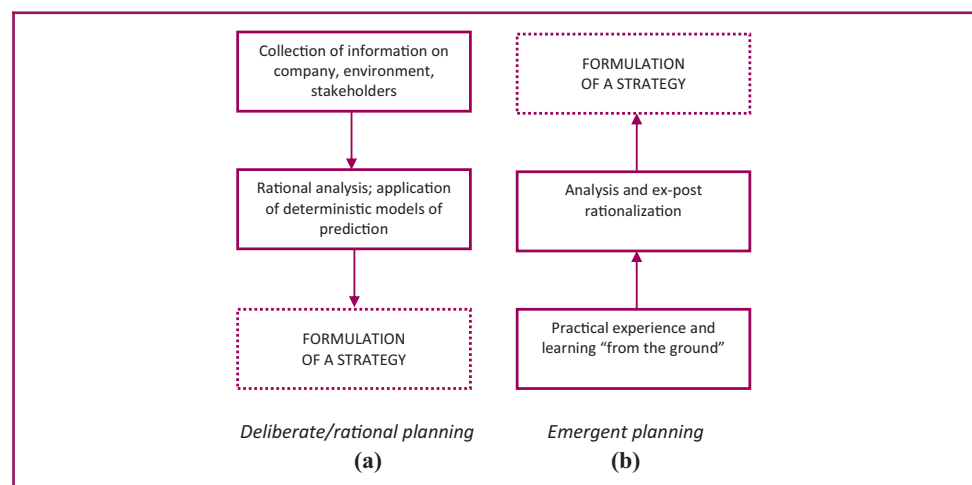 Collection of information on
company, environment,
stakeholders
Rational analysis; application
of deterministic models of
prediction
FORMULATION
OF A STRATEGY
Deliberate/rational planning
(a)
FORMULATION
OF A STRATEGY
Analysis and ex-post
rationalization
Practical experience and
learning “from the ground”
Emergent planning
(b)